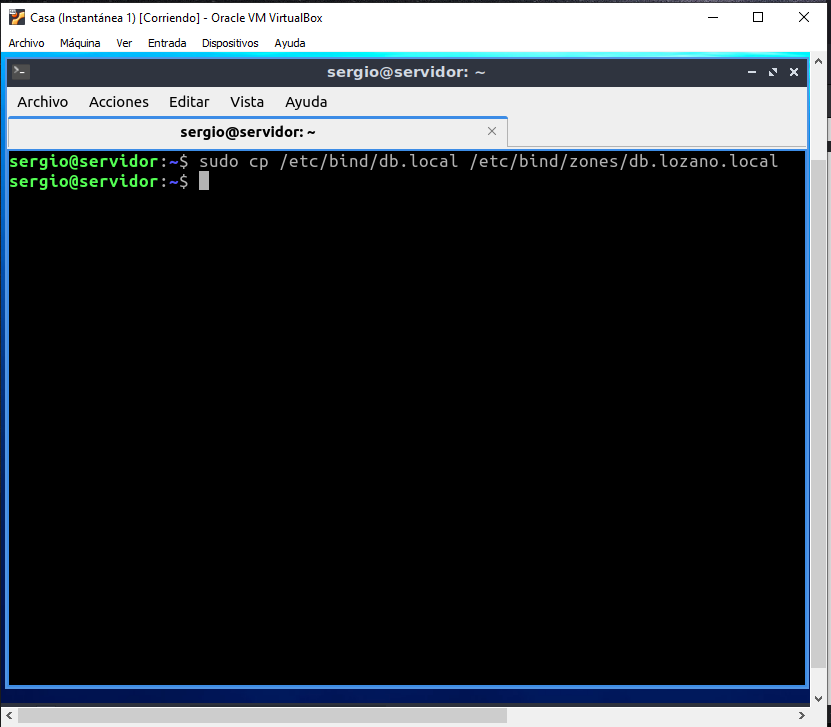 Casa (Instantánea 1) [Corriendo] - Oracle VM VirtualBox
Archivo Máquina Ver Entrada Dispositivos Ayuda
sergio@servidor: ~
Archivo Acciones Editar Vista Ayuda
sergio@servidor: ~
sergio@servidor:~$ sudo cp /etc/bind/db.local /etc/bind/zones/db.lozano.local
sergio@servidor:~$